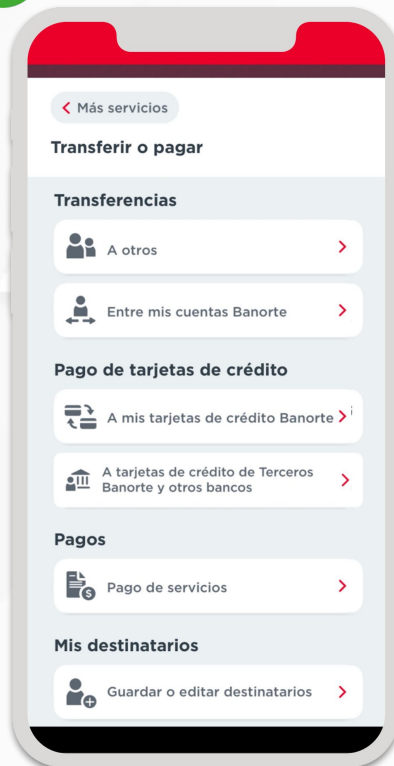 Más servicios
Transferir o pagar
Transferencias
A otros
Entre mis cuentas Banorte
Pago de tarjetas de crédito
A mis tarjetas de crédito Banorte
A tarjetas de crédito de Terceros
Banorte y otros bancos
Pagos
Pago de servicios
Mis destinatarios
Guardar o editar destinatarios